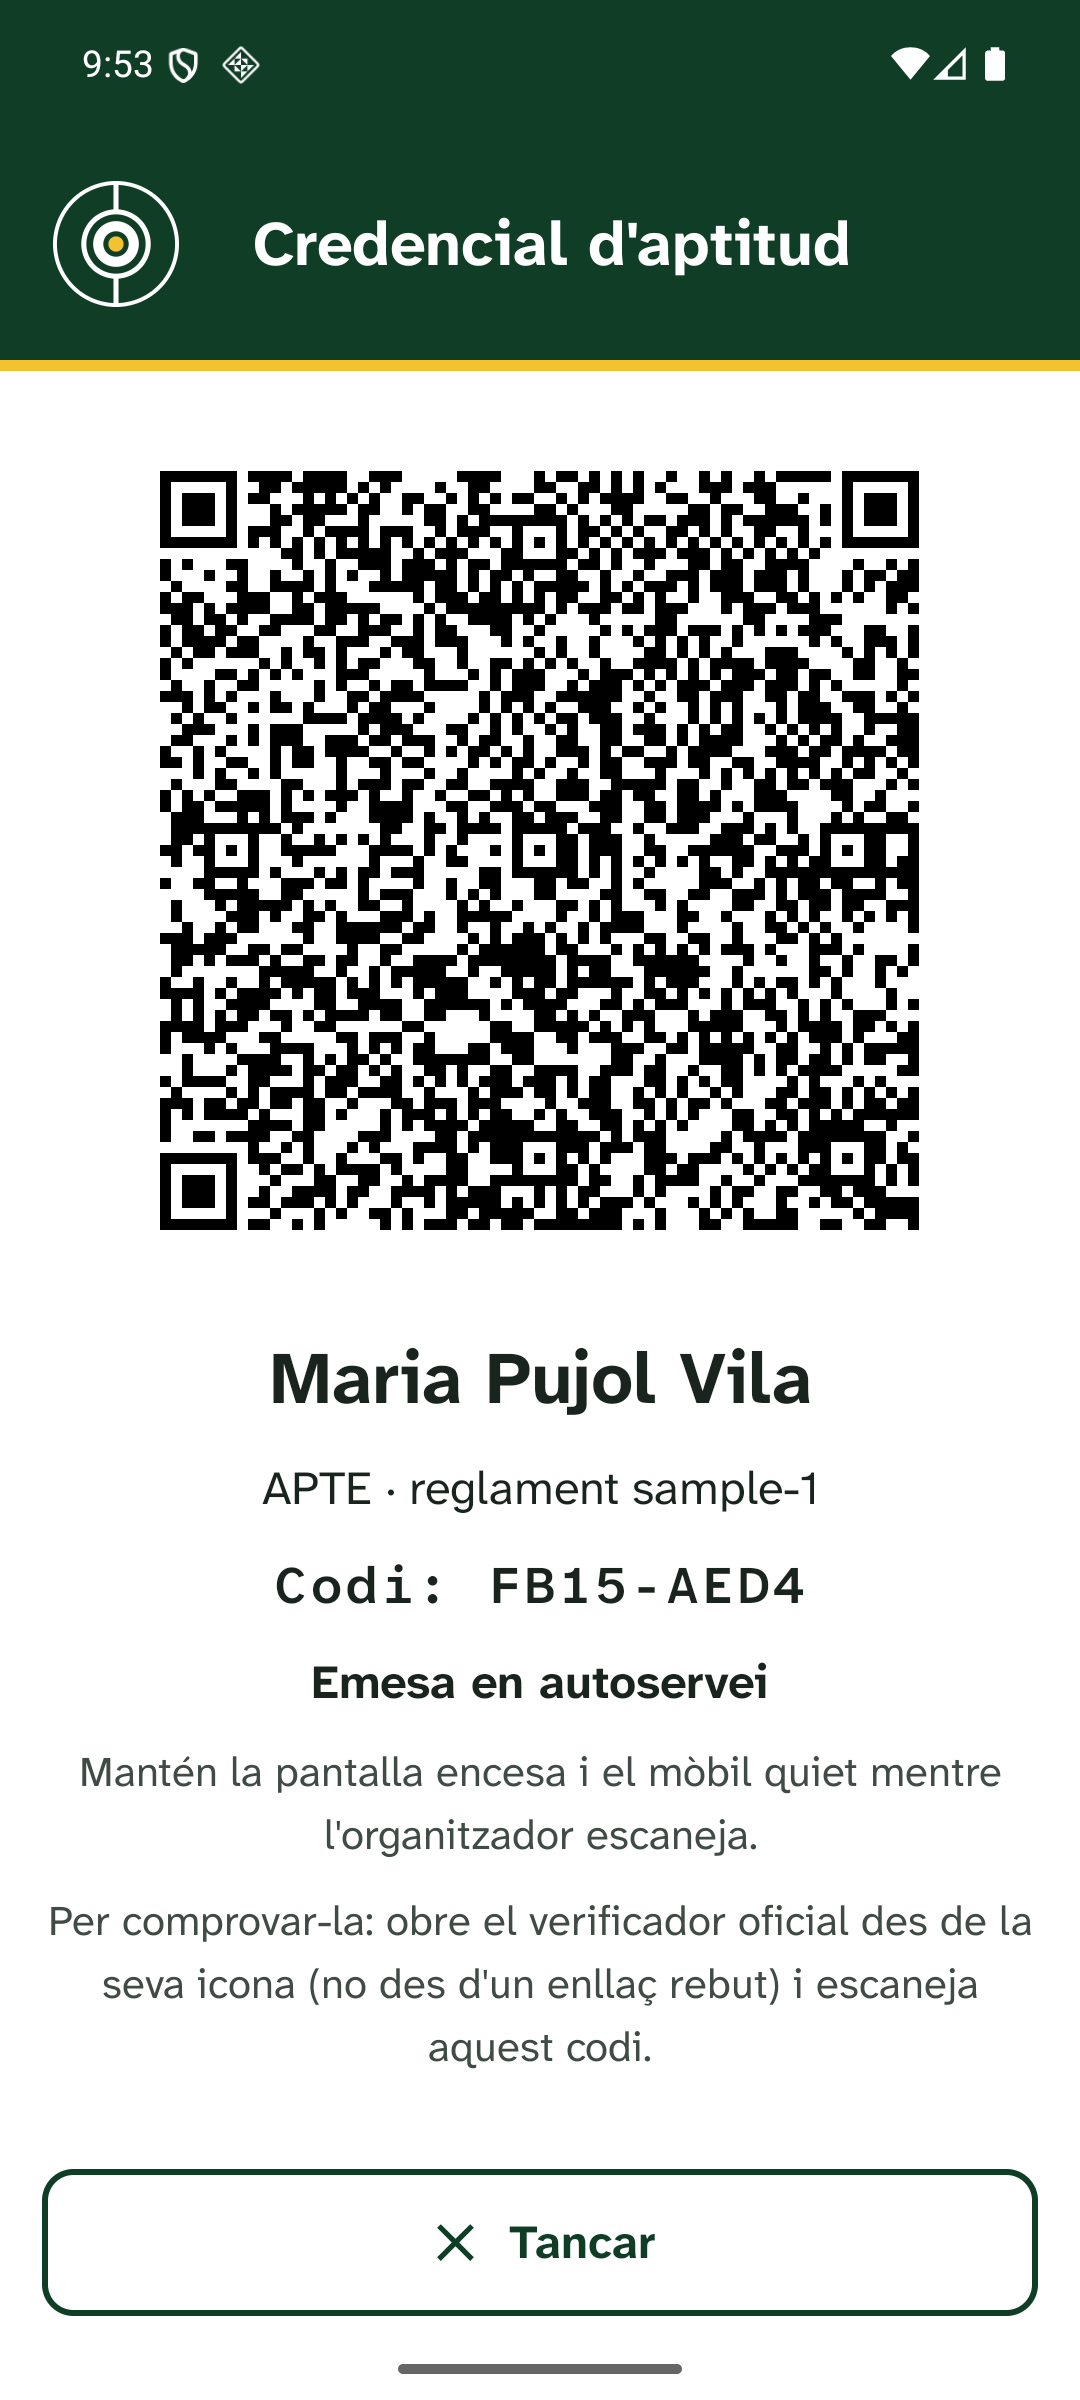 9:53
Credencial d'aptitud
Maria Pujol Vila
APTE · reglament sample-1
Codi: FB15-AED4
Emesa en autoservei
Mantén la pantalla encesa i el mòbil quiet mentre
l'organitzador escaneja.
Per comprovar-la: obre el verificador oficial des de la
seva icona (no des d'un enllaç rebut) i escaneja
aquest codi.
Tancar